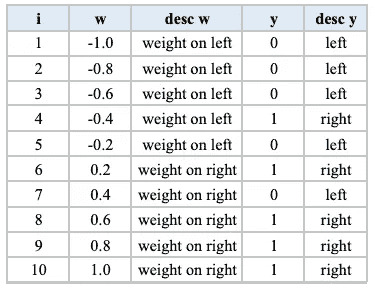 i w desc w y desc y
1 -1.0 weight on left 0 left
2 -0.8 weight on left 0 left
3 -0.6 weight on left 0 left
4 -0.4 weight on left 1 right
5 -0.2 weight on left 0 left
6 0.2 weight on right 1 right
7 0.4 weight on right 0 left
8 0.6 weight on right 1 right
9 0.8 weight on right 1 right
10 1.0 weight on right 1 right